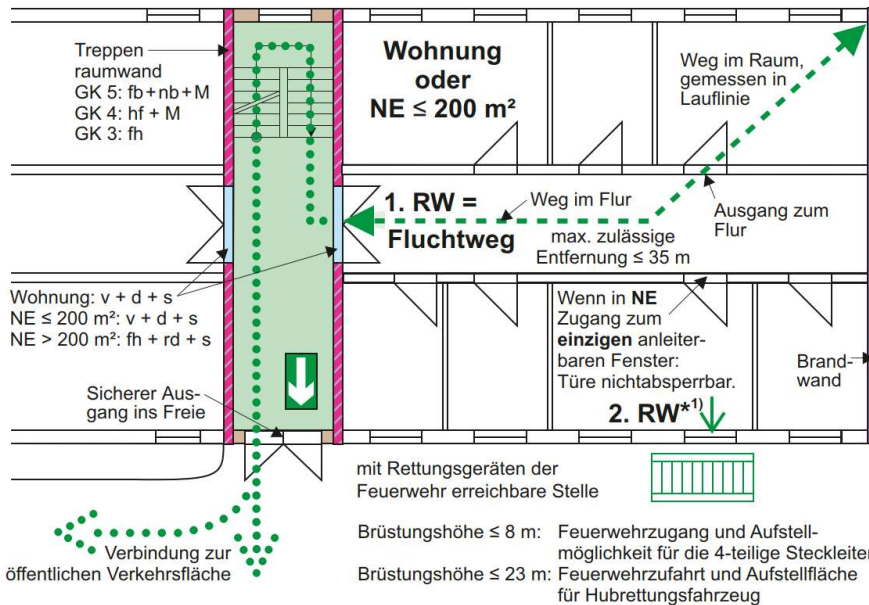 Treppen
raumwand
GK 5: fb+nb+M
GK 4: hf + M
GK 3: fh
Wohnung
oder
NE ≤ 200 m²
Weg im Raum,
gemessen in
Lauflinie
1. RW =
Fluchtweg
Weg im Flur
max. zulässige
Entfernung ≤ 35 m
Ausgang zum
Flur
Wohnung: v + d + s
NE ≤ 200 m²: v + d + s
NE > 200 m²: fh + rd + s
Wenn in NE
Zugang zum
einzigen anleiter-
baren Fenster:
Türe nichtabsperrbar.
Brand-
wand
2. RW*¹⁾
Sicherer Aus-
gang ins Freie
mit Rettungsgeräten der
Feuerwehr erreichbare Stelle
Verbindung zur
öffentlichen Verkehrsfläche
Brüstungshöhe ≤ 8 m: Feuerwehrzugang und Aufstell-
möglichkeit für die 4-teilige Steckleiter
Brüstungshöhe ≤ 23 m: Feuerwehrzufahrt und Aufstellfläche
für Hubrettungsfahrzeug